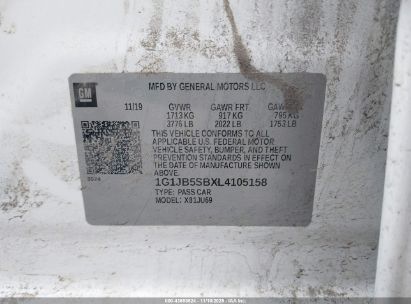 GM
MFD BY GENERAL MOTORS LLC
11/19 GVWR GAWR FRT
1713 KG 917 KG 795 KG
3776 LB 2022 LB 1753 LB
THIS VEHICLE CONFORMS TO ALL
APPLICABLE U.S. FEDERAL MOTOR
VEHICLE SAFETY, BUMPER, AND THEFT
PREVENTION STANDARDS IN EFFECT
ON THE DATE OF MANUFACTURE SHOWN
ABOVE.
1G1JB5SBXL4105158
TYPE: PASS CAR
MODEL: